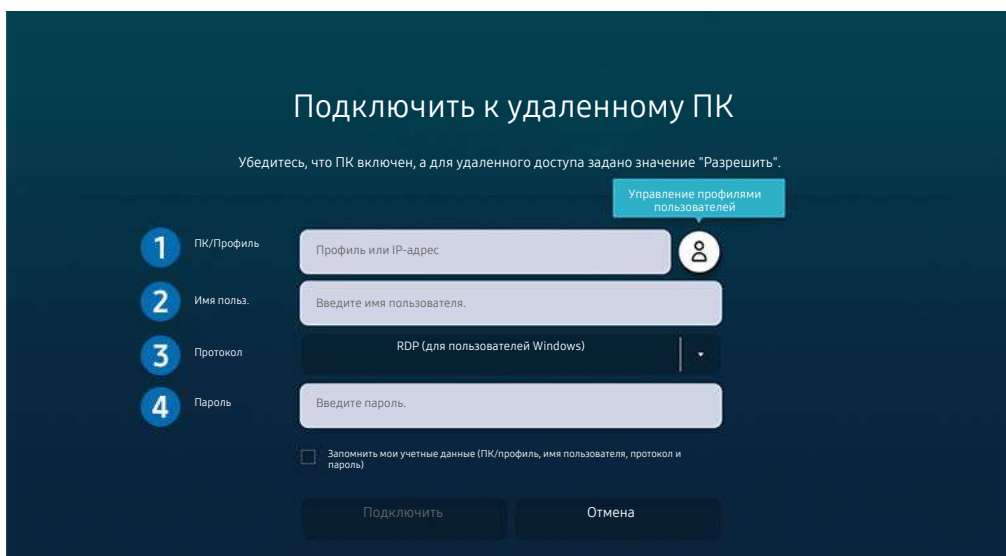 Подключить к удаленному ПК
Убедитесь, что ПК включен, а для удаленного доступа задано значение "Разрешить".
Управление профилями
пользователей
1
ПК/Профиль
Профиль или IP-адрес
2
Имя польз.
Введите имя пользователя.
3
Протокол
RDP (для пользователей Windows)
4
Пароль
Введите пароль.
Запомнить мои учетные данные (ПК/профиль, имя пользователя, протокол и
пароль)
Подключить
Отмена